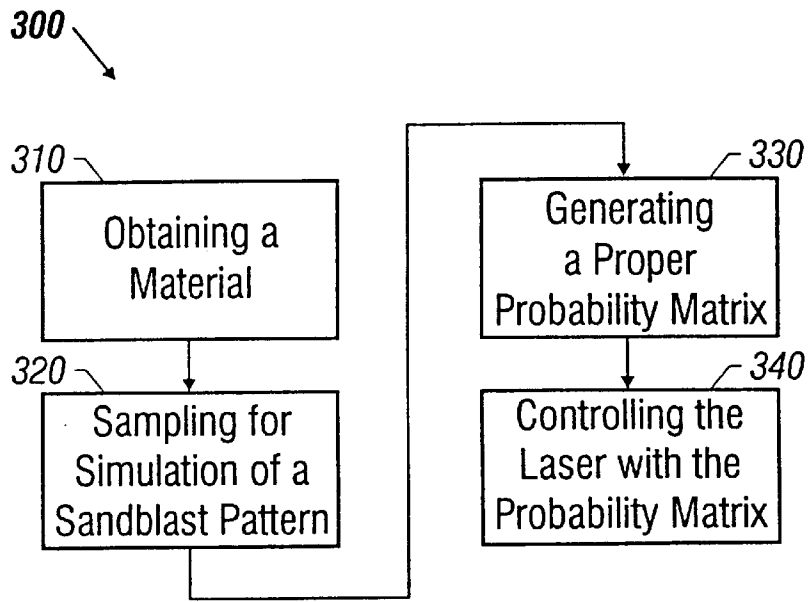 300
310
Obtaining a
Material
320
Sampling for
Simulation of a
Sandblast Pattern
330
Generating
a Proper
Probability Matrix
340
Controlling the
Laser with the
Probability Matrix